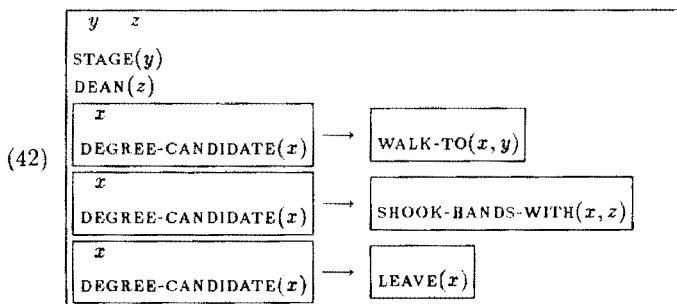 y z
STAGE(y)
DEAN(z)
x
DEGREE-CANDIDATE(x) → WALK-TO(x, y)
(42)
x
DEGREE-CANDIDATE(x) → SHOOK-HANDS-WITH(x, z)
x
DEGREE-CANDIDATE(x) → LEAVE(x)